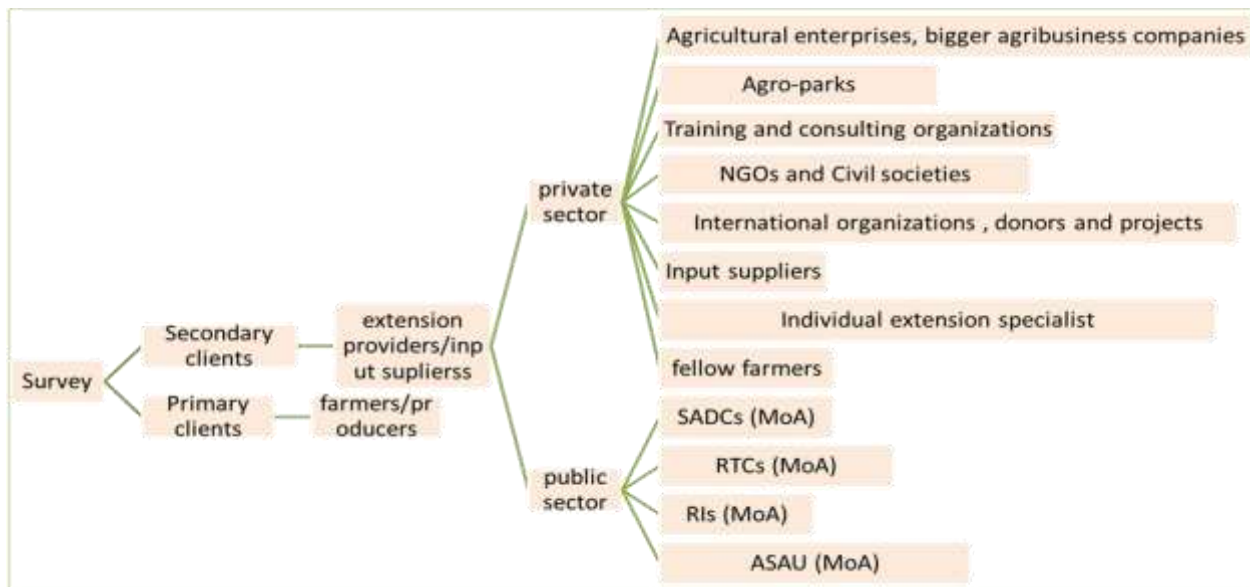 Agricultural enterprises, bigger agribusiness companies
Agro-parks
Training and consulting organizations
NGOs and Civil societies
private
sector
International organizations , donors and projects
Input suppliers
Individual extension specialist
fellow farmers
Secondary
clients
extension
providers/inp
ut suplierss
Survey
Primary
clients
farmers/pr
oducers
SADCs (MoA)
RTCs (MoA)
public
sector
RIs (MoA)
ASAU (MoA)